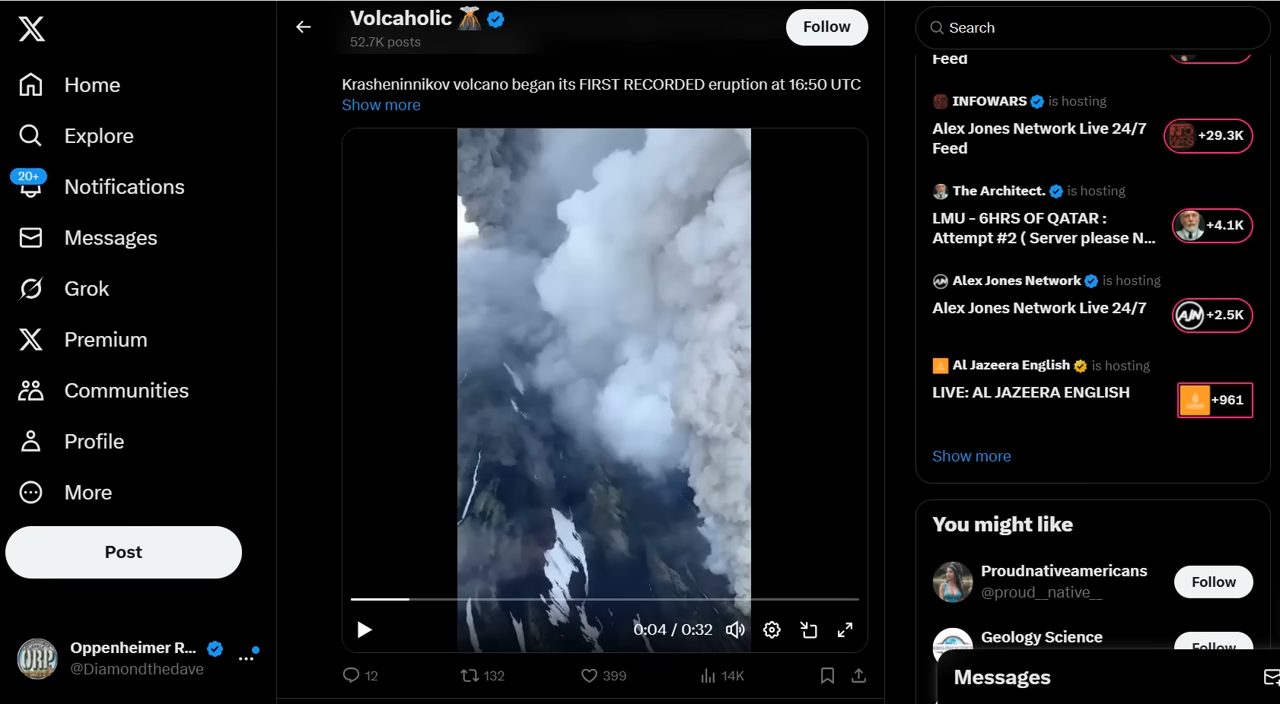 Home
Explore
20+
Notifications
Messages
Grok
Premium
Communities
Profile
More
Post
Oppenheimer R...
@Diamondthedave
Volcaholic
52.7K posts
Follow
Krasheninnikov volcano began its FIRST RECORDED eruption at 16:50 UTC
Show more
0:04 / 0:32
12
132
399
14K
Search
Feed
INFOWARS is hosting
Alex Jones Network Live 24/7
Feed
+29.3K
The Architect. is hosting
LMU - 6HRS OF QATAR :
Attempt #2 ( Server please N...
+4.1K
Alex Jones Network is hosting
Alex Jones Network Live 24/7
AJN
+2.5K
Al Jazeera English is hosting
LIVE: AL JAZEERA ENGLISH
+961
Show more
You might like
Proudnativeamericans
@proud__native__
Follow
Geology Science
Follow
Messages